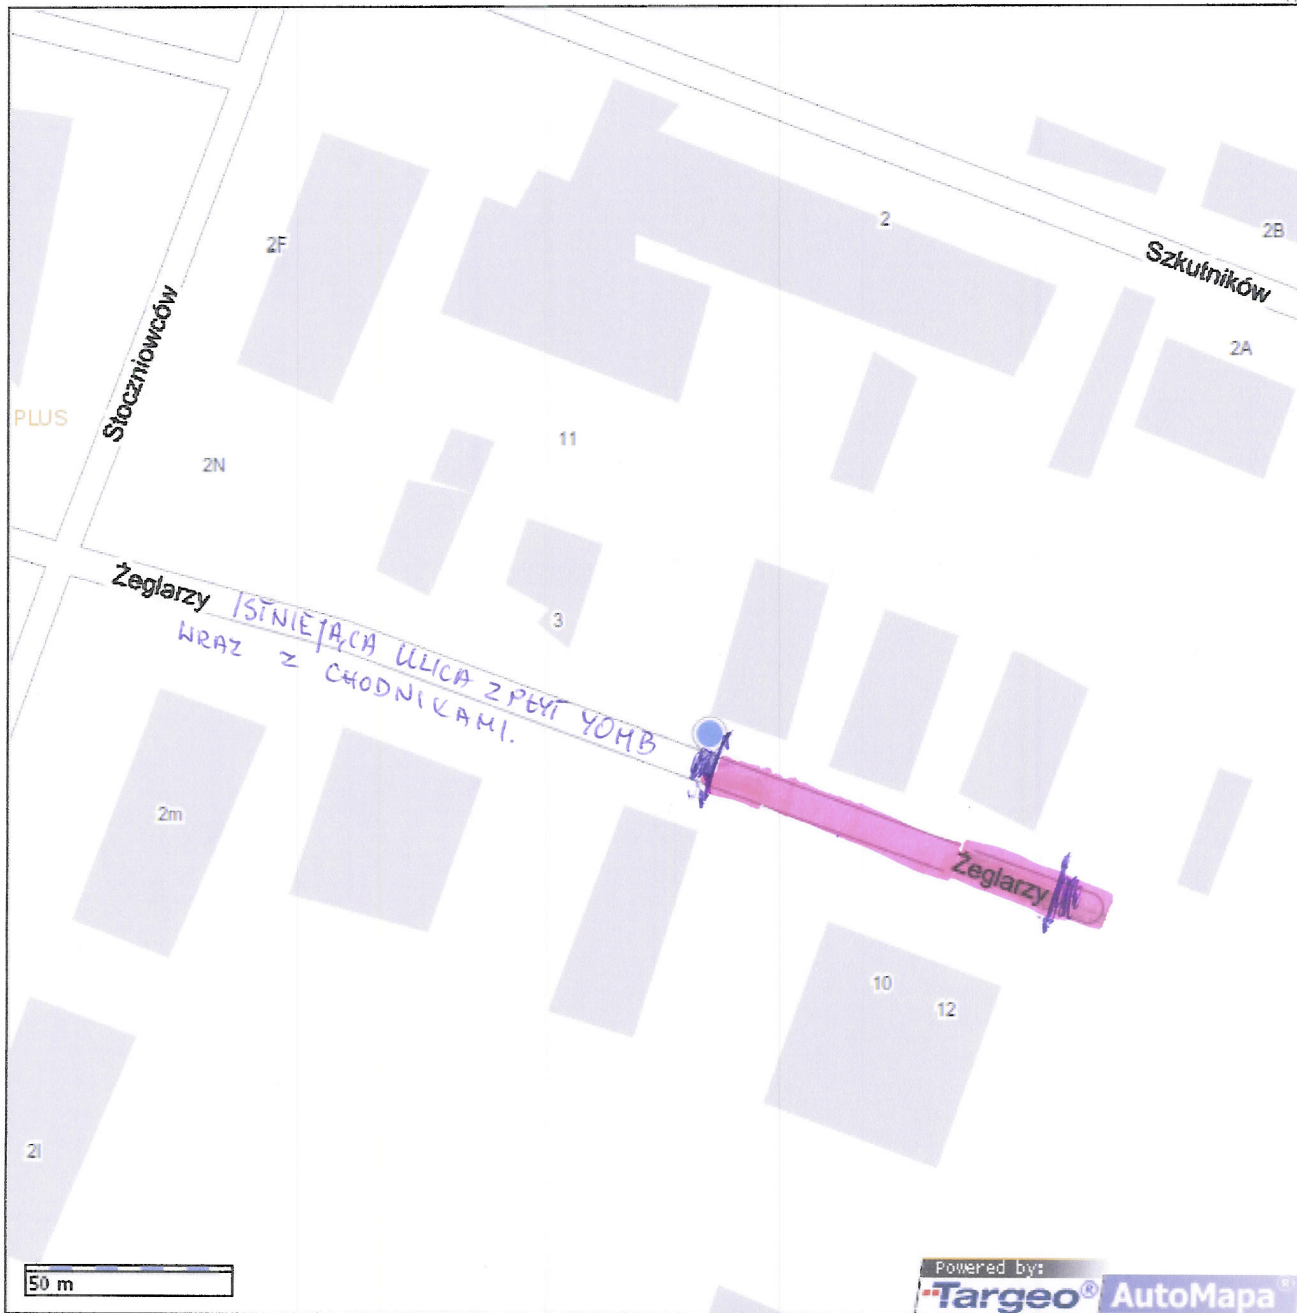 2
2B
Szkutników
2F
2A
Stoczniowców
PLUS
11
2N
Żeglarzy
ISTNIEJĄCA ULICA Z PŁYT YOMB
WRAZ Z CHODNIKAMI.
3
2m
Żeglarzy
10
12
2I
50 m
Powered by:
Targeo® AutoMapa®